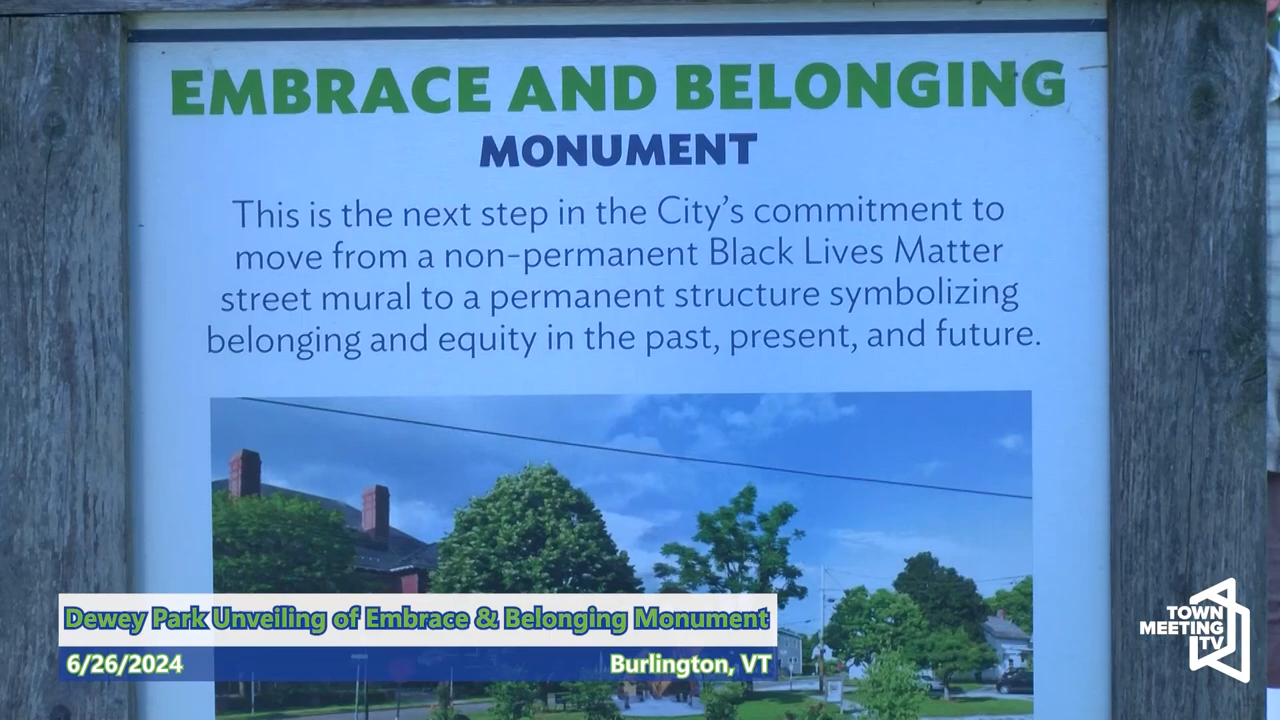 EMBRACE AND BELONGING
MONUMENT
This is the next step in the City’s commitment to
move from a non-permanent Black Lives Matter
street mural to a permanent structure symbolizing
belonging and equity in the past, present, and future.
Dewey Park Unveiling of Embrace & Belonging Monument
6/26/2024
Burlington, VT
TOWN
MEETING
TV